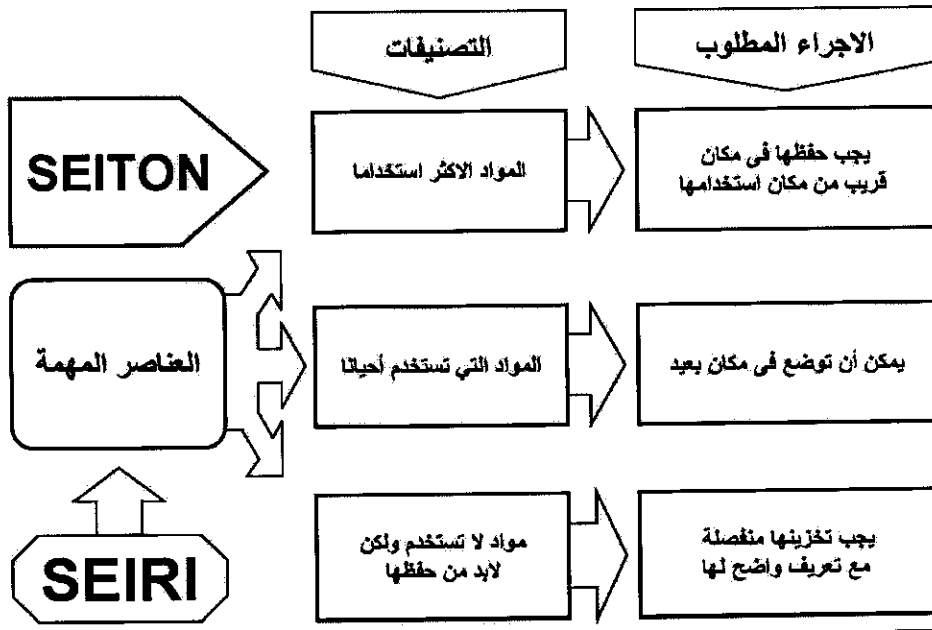 التصنيفات
الاجراء المطلوب
SEITON
المواد الاكثر استخداما
يجب حفظها فى مكان
قريب من مكان استخدامها
العناصر المهمة
المواد التي تستخدم أحيانا
يمكن أن توضع فى مكان بعيد
SEIRI
مواد لا تستخدم ولكن
لابد من حفظها
يجب تخزينها منفصلة
مع تعريف واضح لها